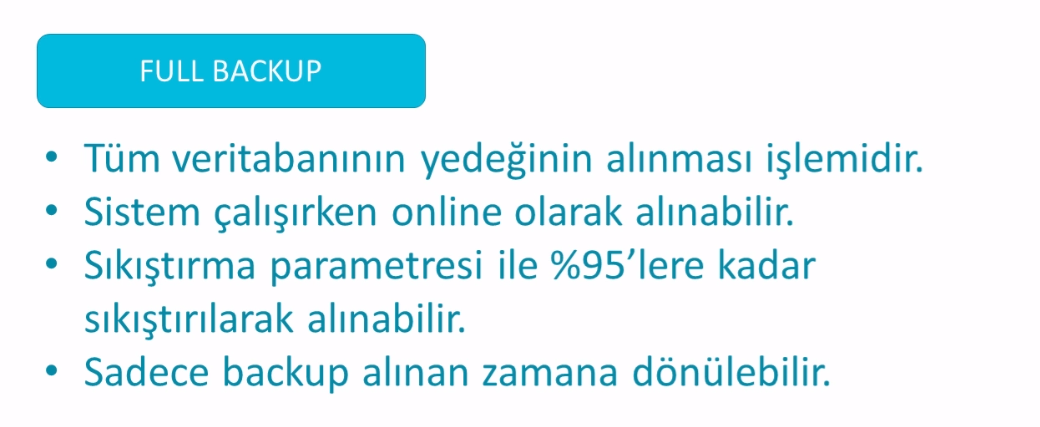 FULL BACKUP
• Tüm veritabanının yedeğinin alınması işlemidir.
• Sistem çalışırken online olarak alınabilir.
• Sıkıştırma parametresi ile %95’lere kadar
sıkıştırılarak alınabilir.
• Sadece backup alınan zamana dönülebilir.